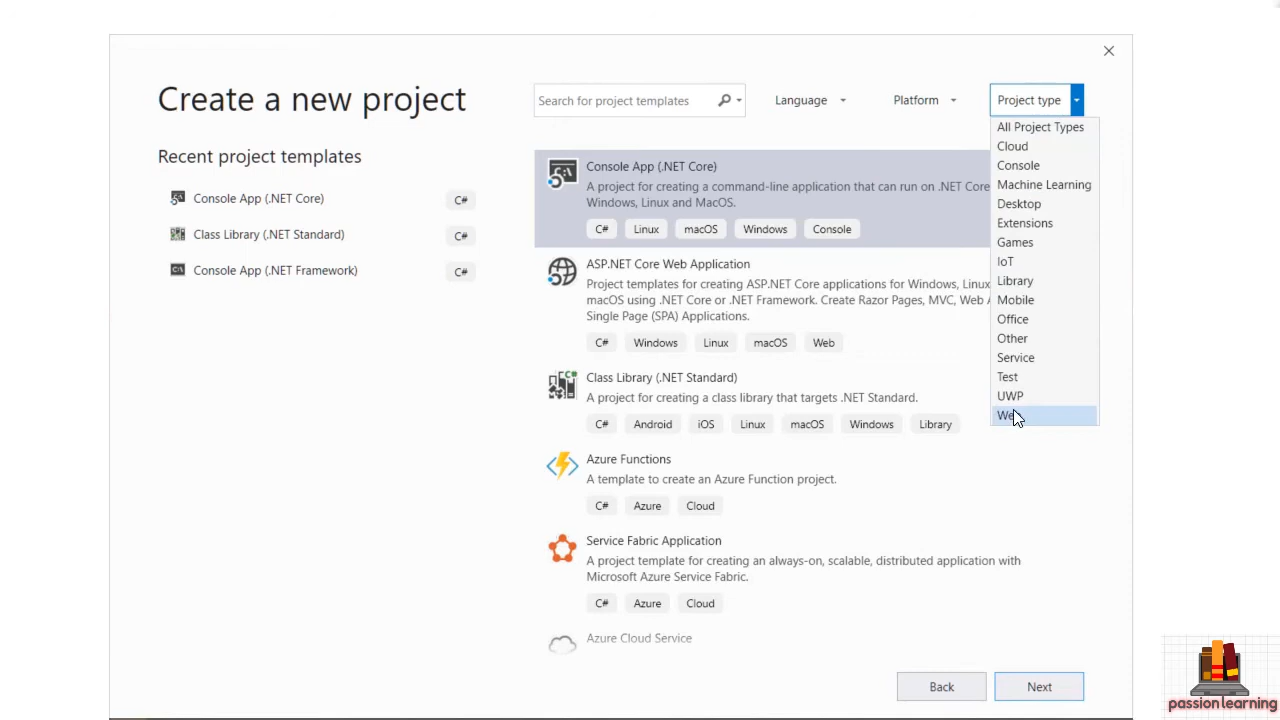 Create a new project
Search for project templates
Language
Platform
Project type
All Project Types
Cloud
Console
Machine Learning
Desktop
Extensions
Games
IoT
Library
Mobile
Office
Other
Service
Test
UWP
Recent project templates
Console App (.NET Core) C#
Class Library (.NET Standard) C#
Console App (.NET Framework) C#
Console App (.NET Core)
A project for creating a command-line application that can run on .NET Core
Windows, Linux and MacOS.
C# Linux macOS Windows Console
ASP.NET Core Web Application
Project templates for creating ASP.NET Core applications for Windows, Linux
macOS using .NET Core or .NET Framework. Create Razor Pages, MVC, Web
Single Page (SPA) Applications.
C# Windows Linux macOS Web
Class Library (.NET Standard)
A project for creating a class library that targets .NET Standard.
C# Android iOS Linux macOS Windows Library
Azure Functions
A template to create an Azure Function project.
C# Azure Cloud
Service Fabric Application
A project template for creating an always-on, scalable, distributed application with
Microsoft Azure Service Fabric.
C# Azure Cloud
Azure Cloud Service
Back
Next
passion learning